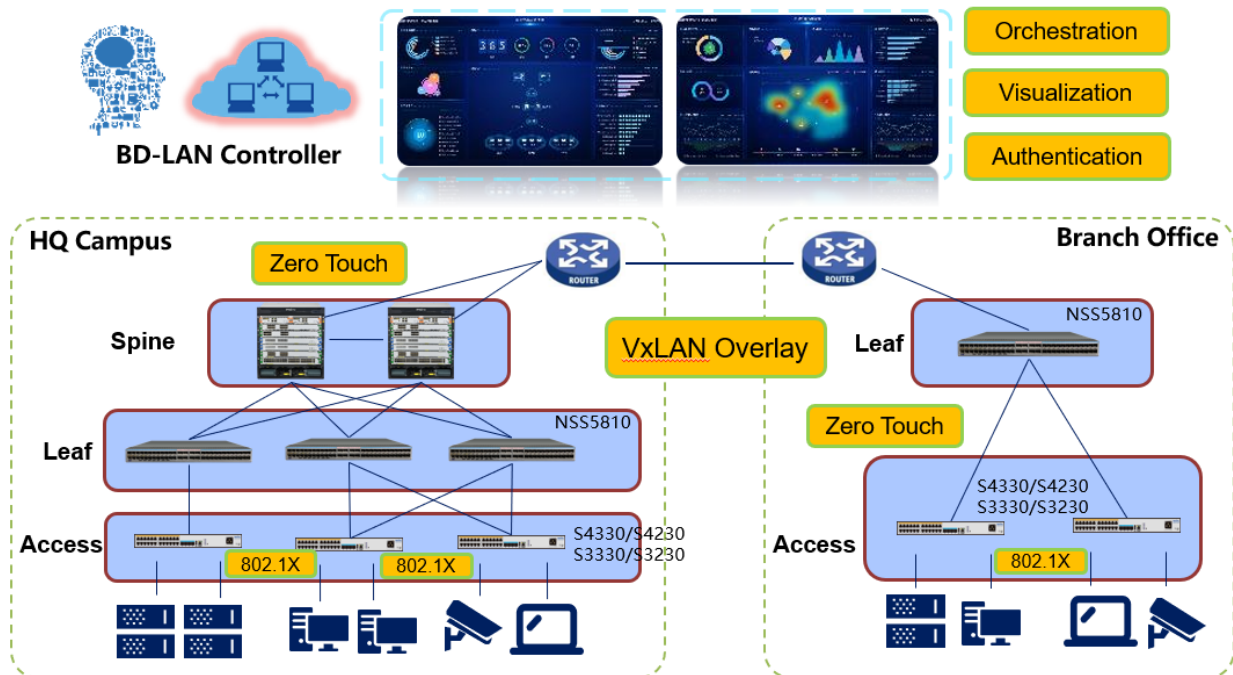 BD-LAN Controller
365
Orchestration
Visualization
Authentication
HQ Campus
Zero Touch
ROUTER
ROUTER
Branch Office
Spine
VxLAN Overlay
NSS5810
Leaf
NSS5810
Leaf
Zero Touch
Access
S4330/S4230
S3330/S3230
802.1X
802.1X
S4330/S4230
S3330/S3230
Access
802.1X